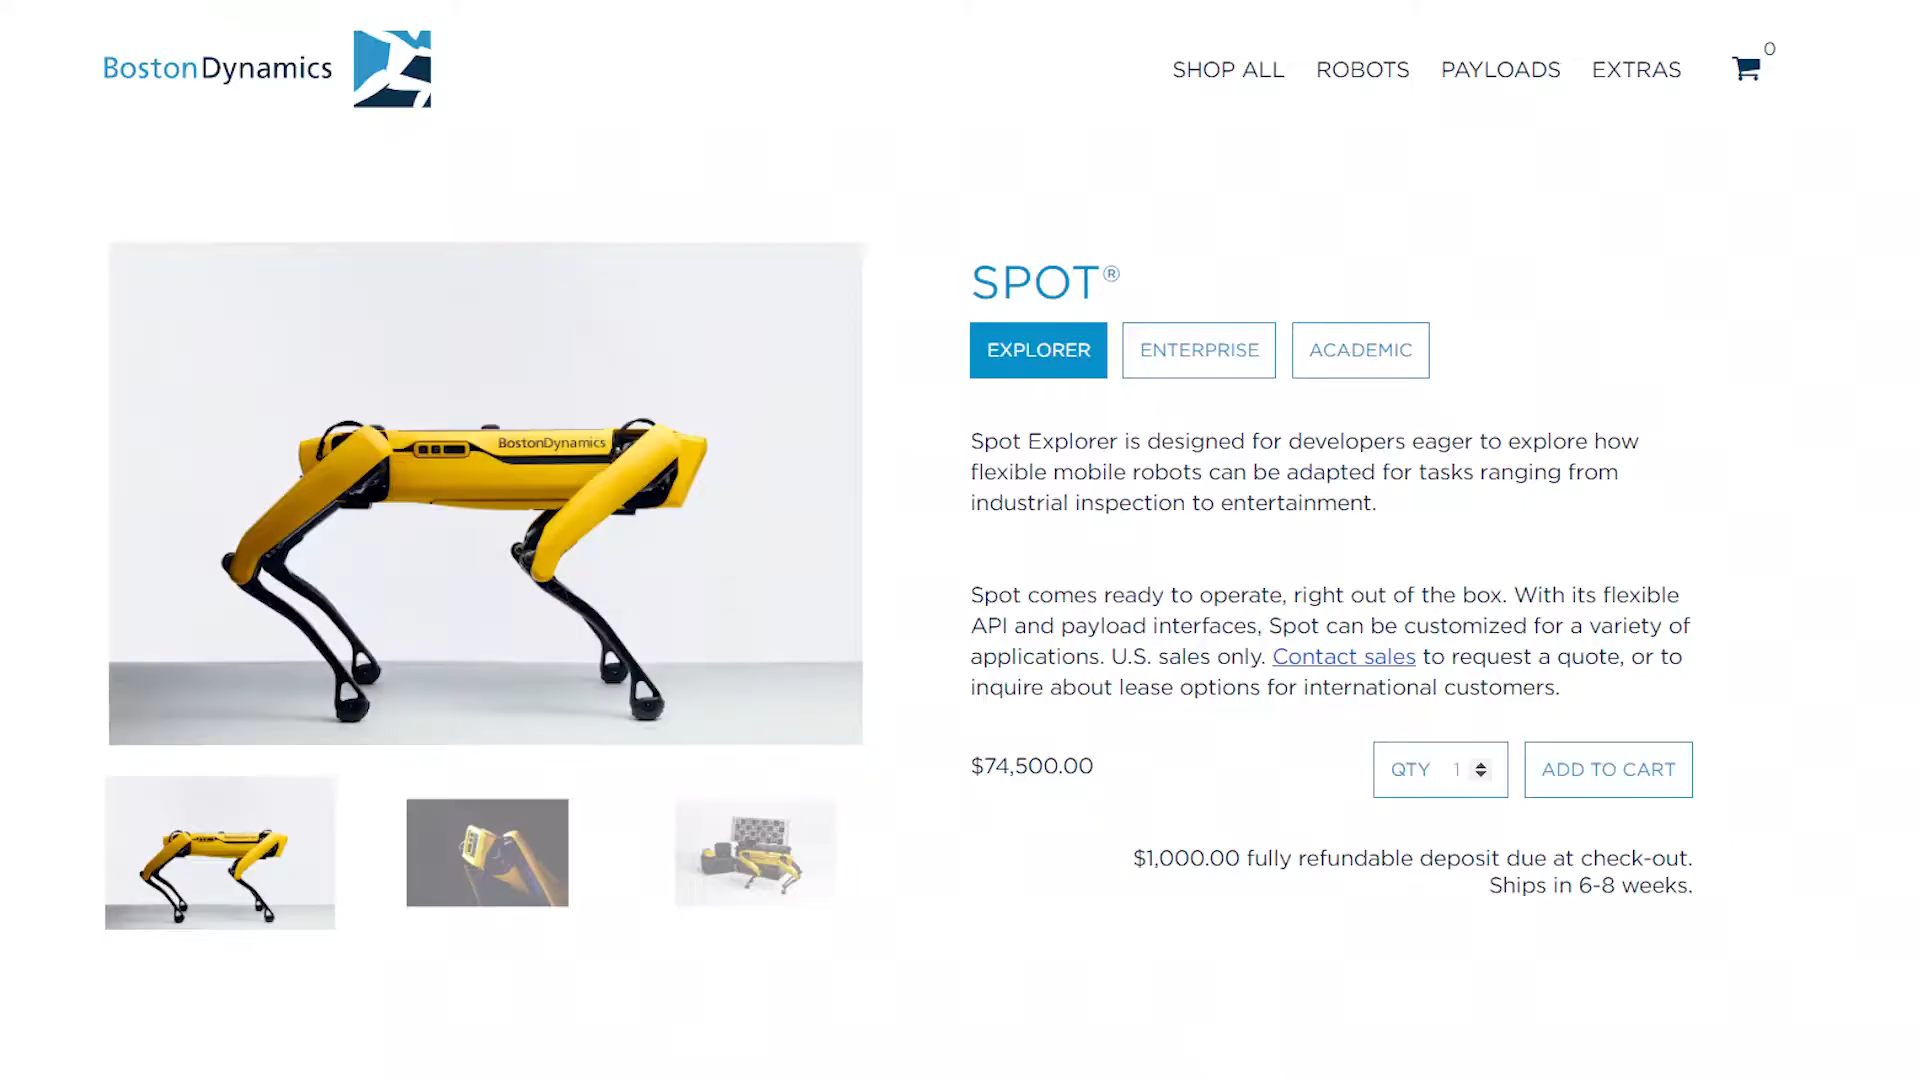 BostonDynamics
SHOP ALL ROBOTS PAYLOADS EXTRAS 0
BostonDynamics
SPOT®
EXPLORER ENTERPRISE ACADEMIC
Spot Explorer is designed for developers eager to explore how
flexible mobile robots can be adapted for tasks ranging from
industrial inspection to entertainment.
Spot comes ready to operate, right out of the box. With its flexible
API and payload interfaces, Spot can be customized for a variety of
applications. U.S. sales only. Contact sales to request a quote, or to
inquire about lease options for international customers.
$74,500.00
QTY 1
ADD TO CART
$1,000.00 fully refundable deposit due at check-out.
Ships in 6-8 weeks.